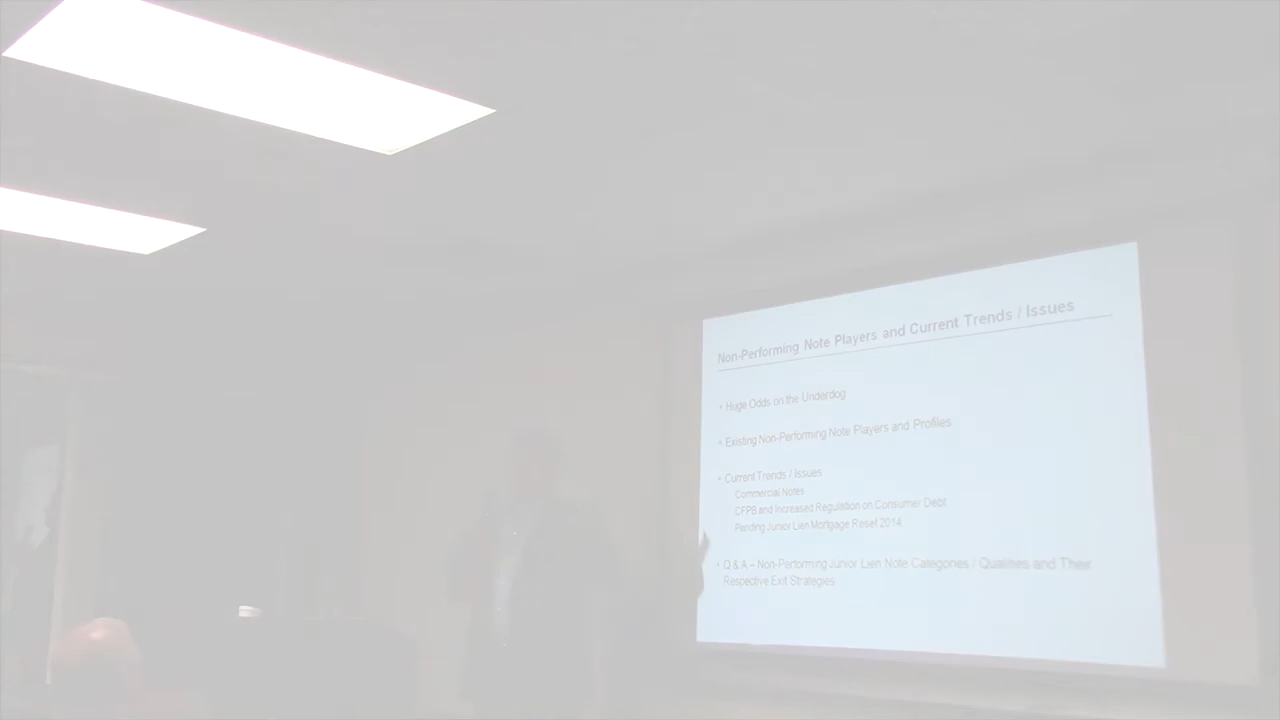 Non-Performing Note Players and Current Trends / Issues
• Huge Odds on the Underdog
• Existing Non-Performing Note Players and Profiles
• Current Trends / Issues
Commercial Notes
CFPB and Increased Regulation on Consumer Debt
Pending Junior Lien Mortgage Reset 2014
• Q & A – Non-Performing Junior Lien Note Categories / Qualities and Their
Respective Exit Strategies